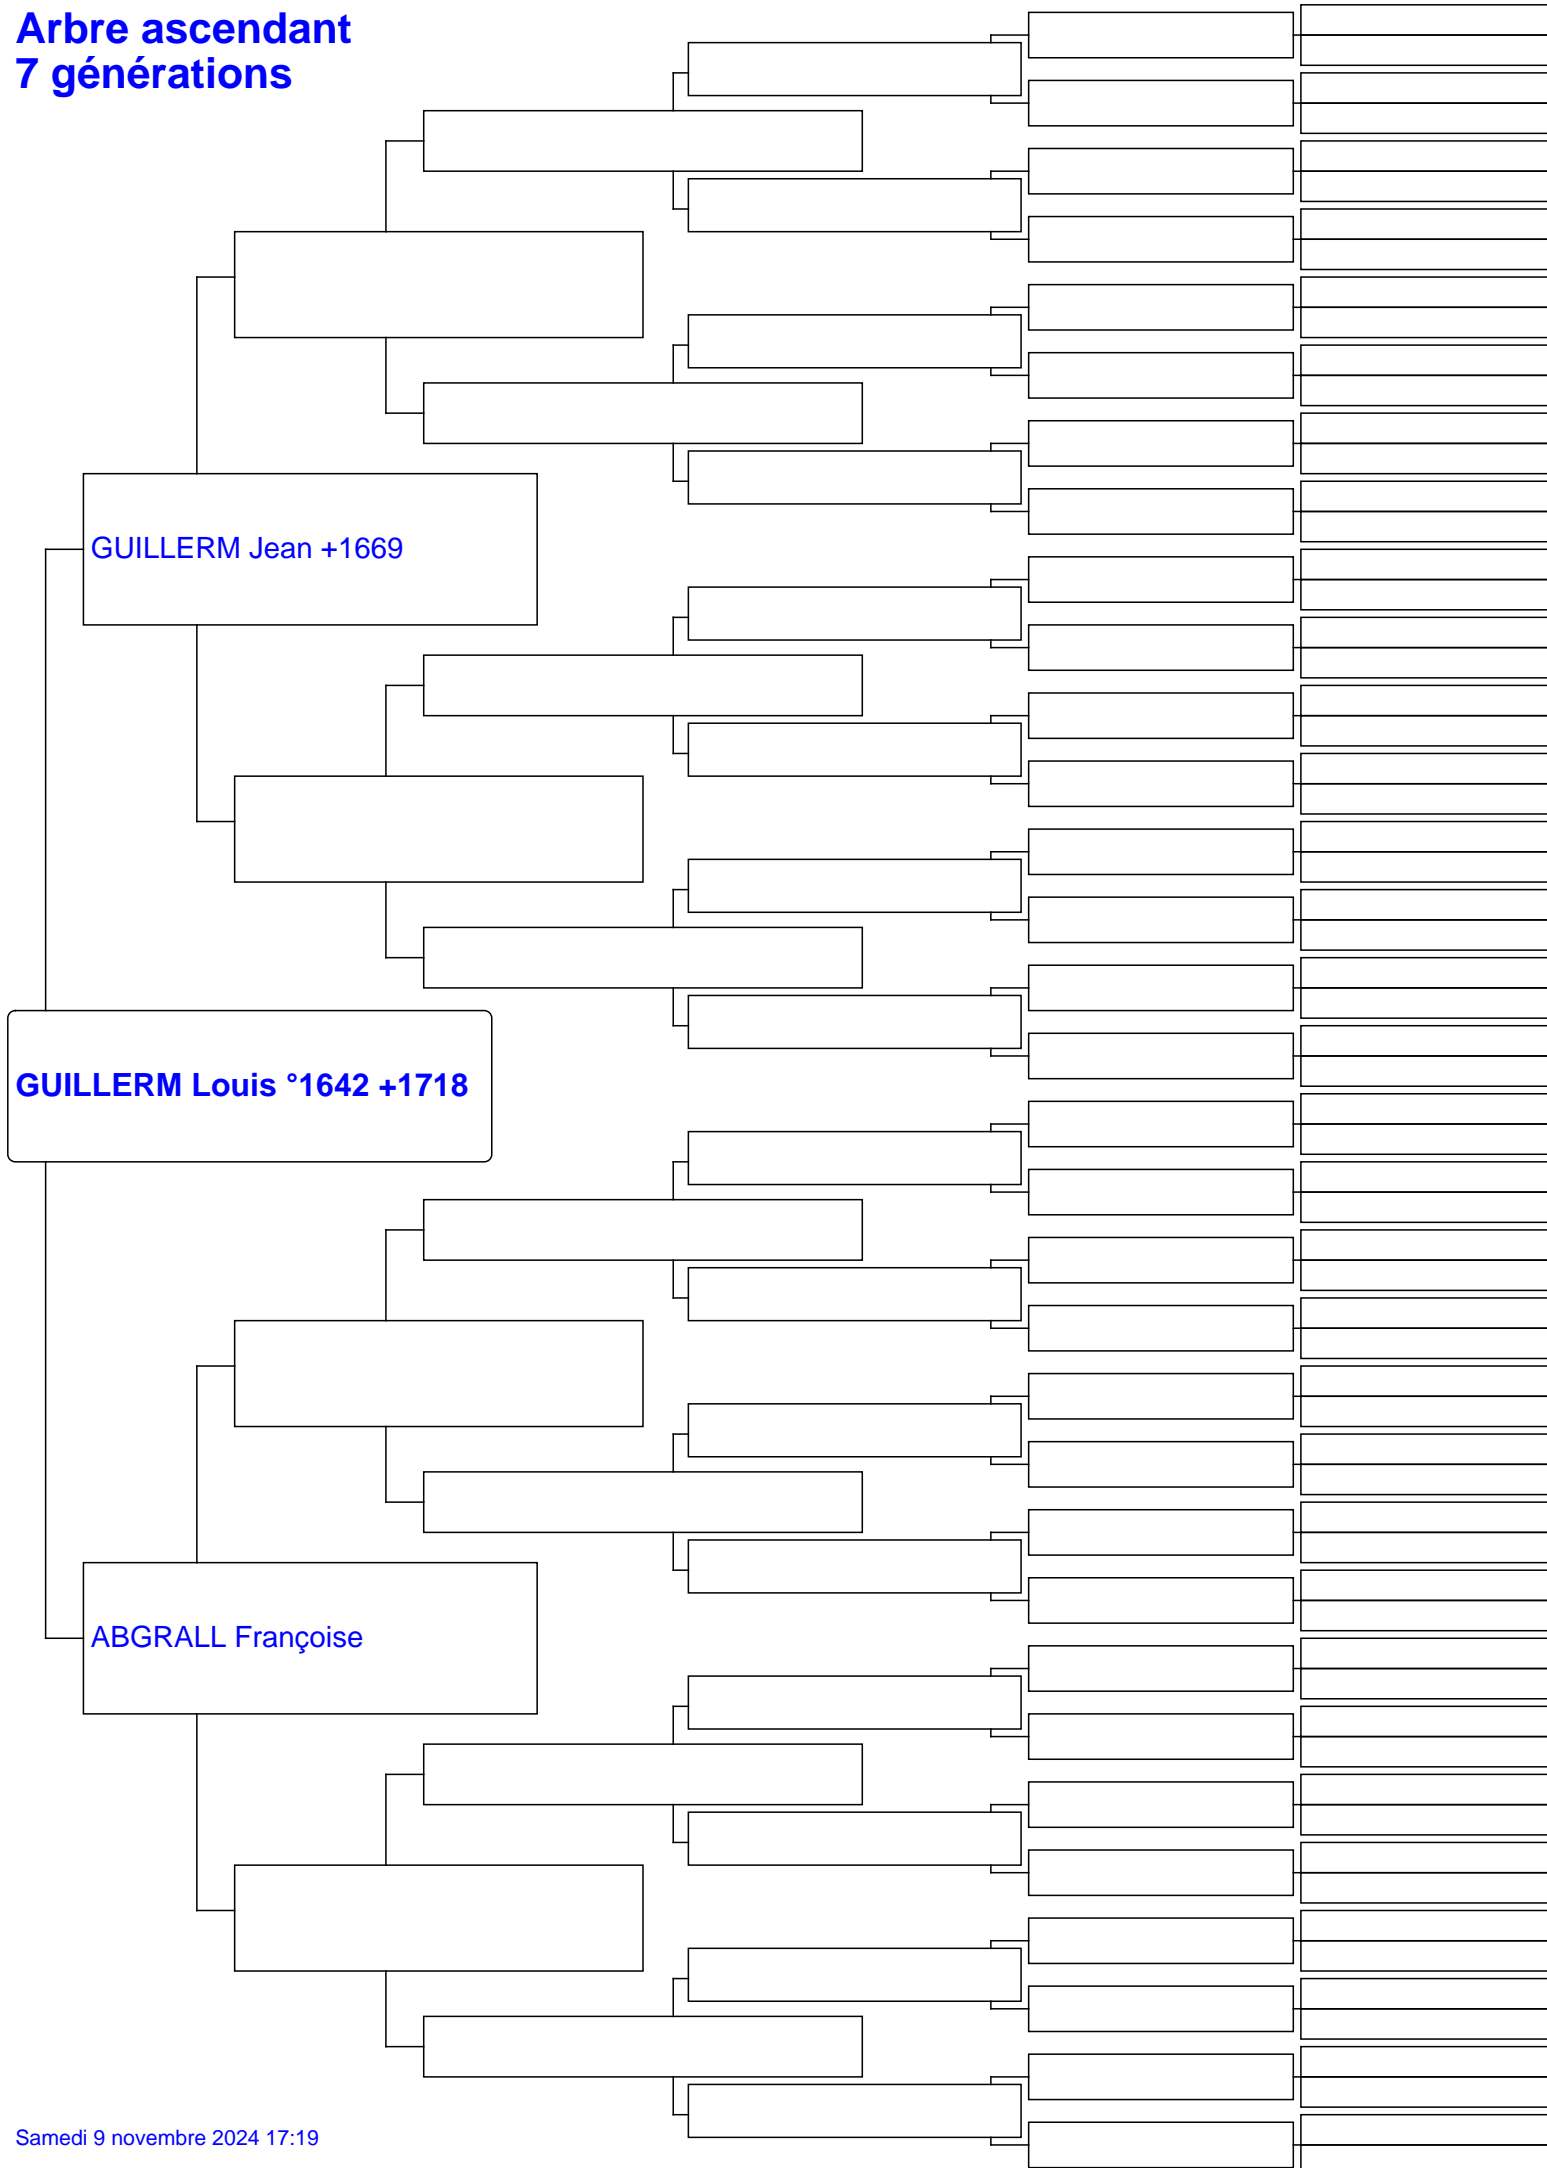 Arbre ascendant
7 générations
GUILLERM Jean +1669
GUILLERM Louis °1642 +1718
ABGRALL Françoise
Samedi 9 novembre 2024 17:19